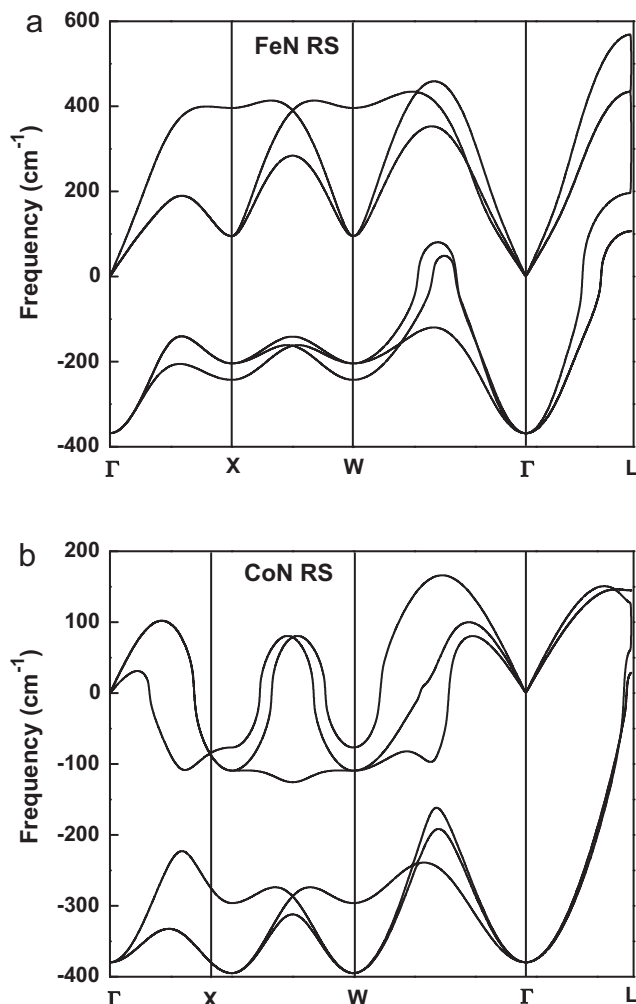 a
600
FeN RS
400
200
0
-200
-400
Frequency (cm-1)
Γ X W Γ L
b
200
CoN RS
100
0
-100
-200
-300
-400
Frequency (cm-1)
Γ X W Γ L